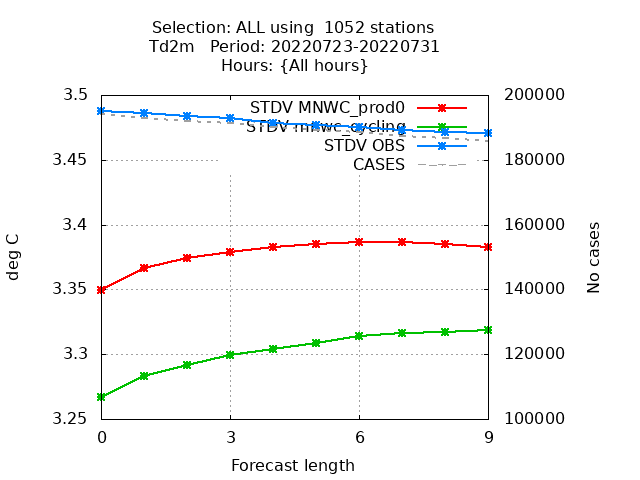 Selection: ALL using  1052 stations
Td2m   Period: 20220723-20220731
Hours: {All hours}
3.5
3.45
3.4
3.35
3.3
3.25
deg C
STDV MNWC_prod0
STDV mnwc_cycling
STDV OBS
CASES
200000
180000
160000
140000
120000
100000
No cases
0
3
6
9
Forecast length